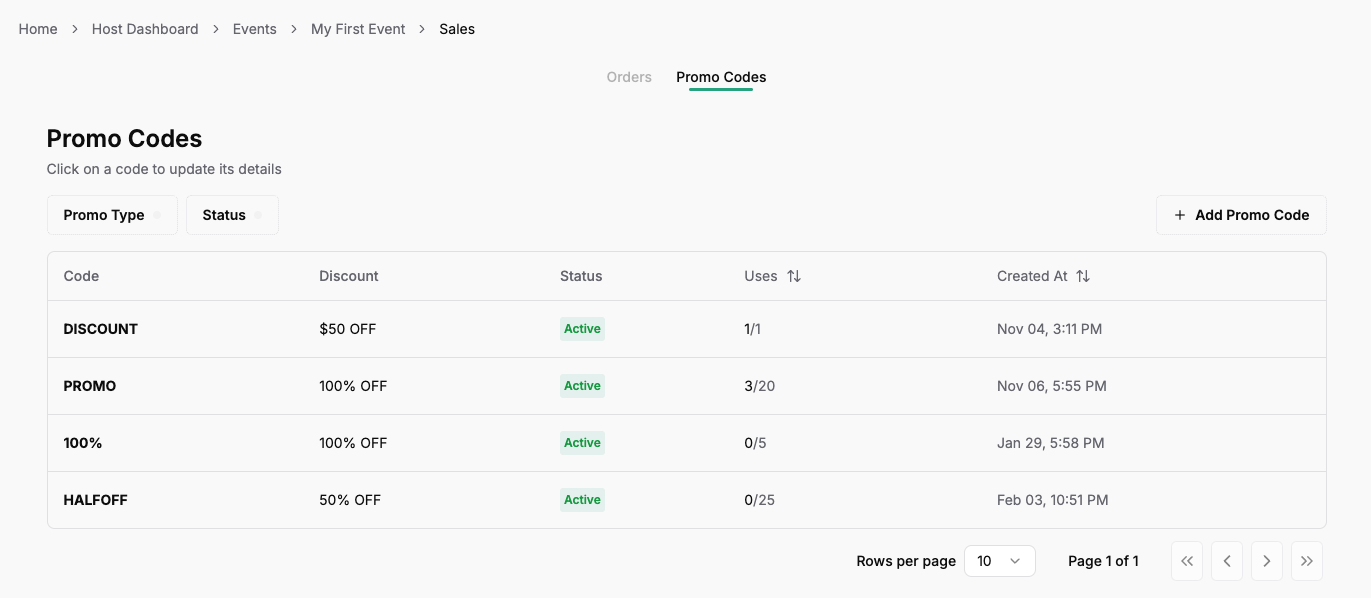 Home > Host Dashboard > Events > My First Event > Sales
Orders Promo Codes
Promo Codes
Click on a code to update its details
Promo Type Status + Add Promo Code
Code Discount Status Uses Created At
DISCOUNT $50 OFF Active 1/1 Nov 04, 3:11 PM
PROMO 100% OFF Active 3/20 Nov 06, 5:55 PM
100% 100% OFF Active 0/5 Jan 29, 5:58 PM
HALFOFF 50% OFF Active 0/25 Feb 03, 10:51 PM
Rows per page 10 Page 1 of 1